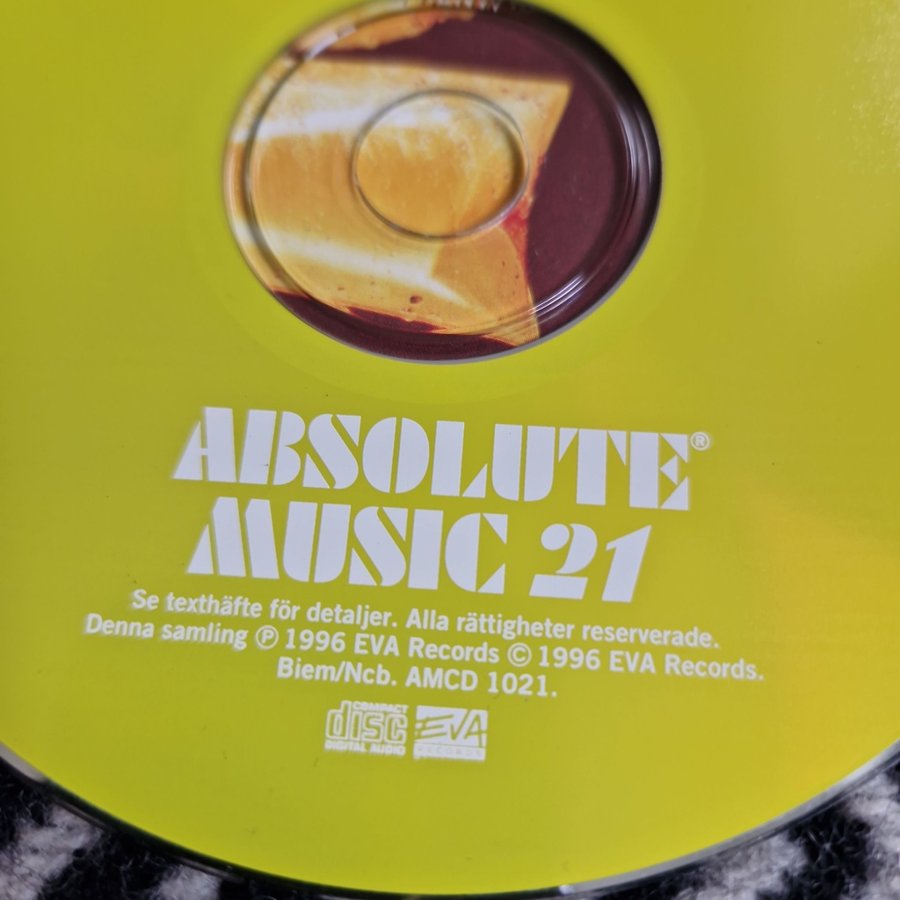 ABSOLUTE®
MUSIC 21
Se texthäfte för detaljer. Alla rättigheter reserverade.
Denna samling ℗ 1996 EVA Records © 1996 EVA Records.
Biem/Ncb. AMCD 1021.
COMPACT
disc
DIGITAL AUDIO
EVA
RECORDS